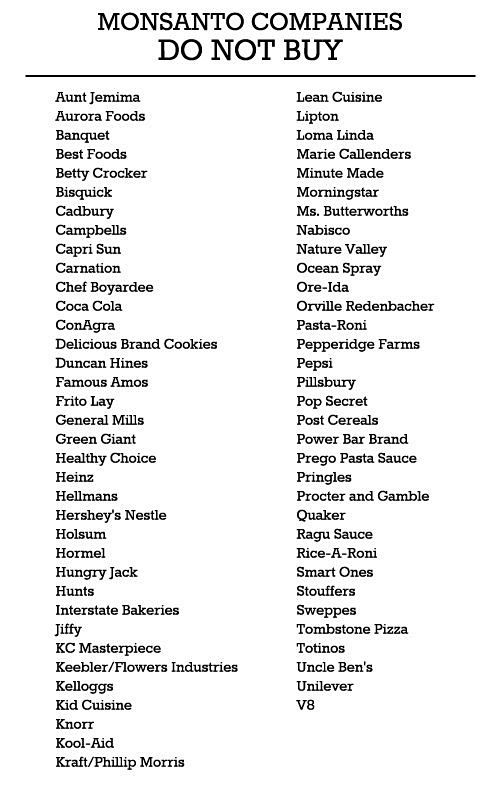 MONSANTO COMPANIES
DO NOT BUY
Aunt Jemima
Aurora Foods
Banquet
Best Foods
Betty Crocker
Bisquick
Cadbury
Campbells
Capri Sun
Carnation
Chef Boyardee
Coca Cola
ConAgra
Delicious Brand Cookies
Duncan Hines
Famous Amos
Frito Lay
General Mills
Green Giant
Healthy Choice
Heinz
Hellmans
Hershey's Nestle
Holsum
Hormel
Hungry Jack
Hunts
Interstate Bakeries
Jiffy
KC Masterpiece
Keebler/Flowers Industries
Kelloggs
Kid Cuisine
Knorr
Kool-Aid
Kraft/Phillip Morris
Lean Cuisine
Lipton
Loma Linda
Marie Callenders
Minute Made
Morningstar
Ms. Butterworths
Nabisco
Nature Valley
Ocean Spray
Ore-Ida
Orville Redenbacher
Pasta-Roni
Pepperidge Farms
Pepsi
Pillsbury
Pop Secret
Post Cereals
Power Bar Brand
Prego Pasta Sauce
Pringles
Procter and Gamble
Quaker
Ragu Sauce
Rice-A-Roni
Smart Ones
Stouffers
Sweppes
Tombstone Pizza
Totinos
Uncle Ben's
Unilever
V8